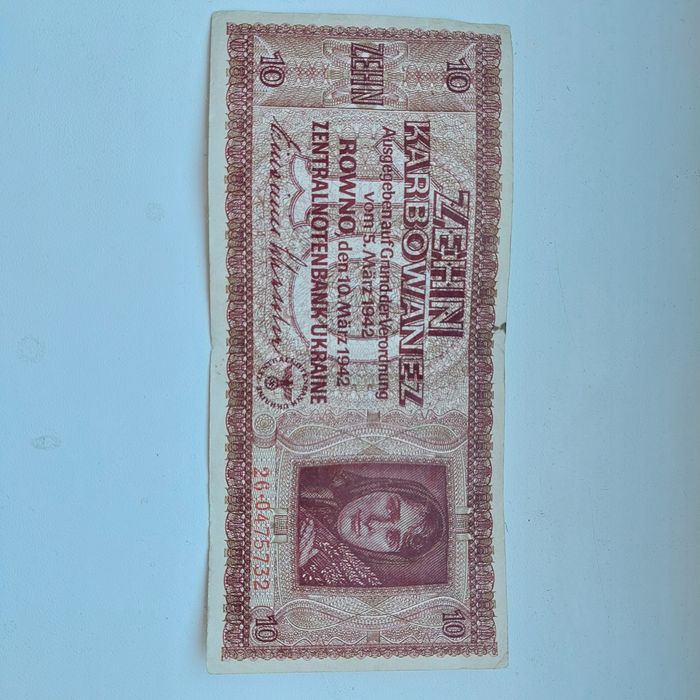 10 ZEHN 10
ZEHN
KARBOWANEZ
Ausgegeben auf Grund der Verordnung
vom 5. März 1942
ROWNO, den 10. März 1942
ZENTRALNOTENBANK UKRAINE
26·0475732
10
10